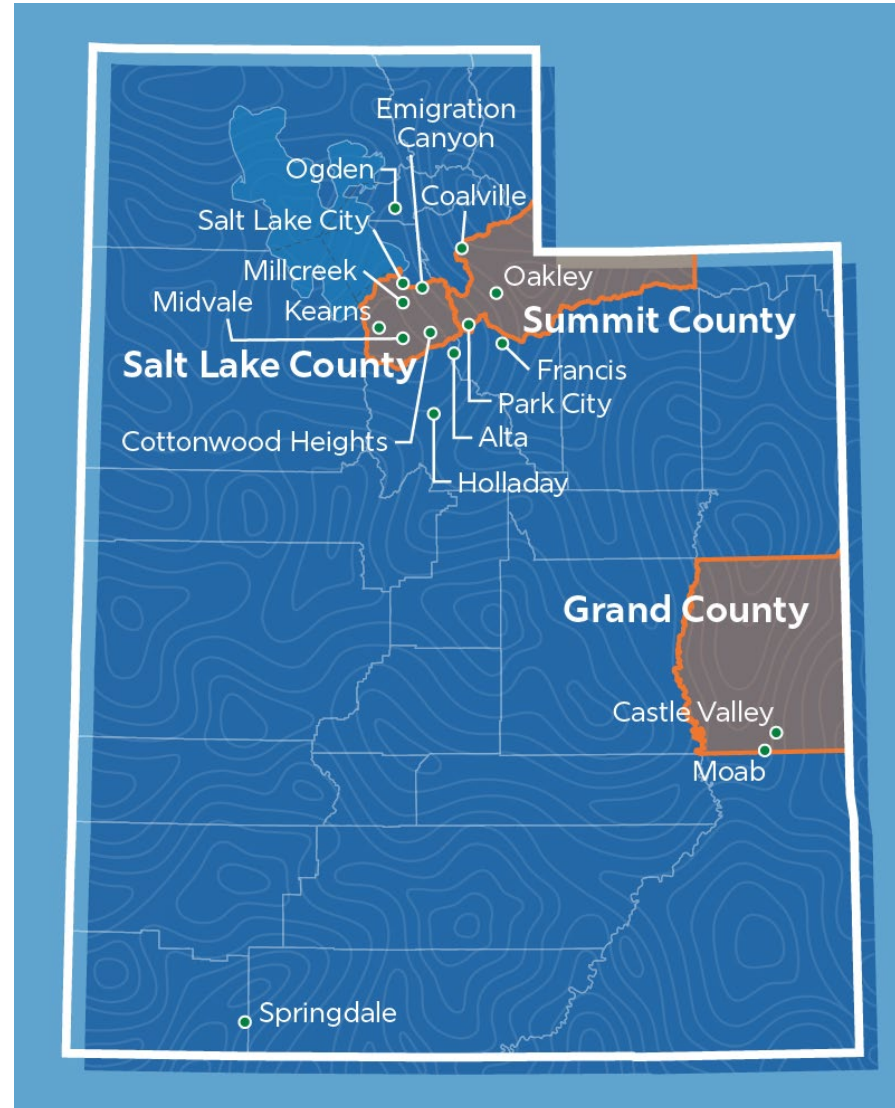 Emigration
Canyon
Ogden
Coalville
Salt Lake City
Millcreek
Oakley
Midvale
Kearns
Summit County
Salt Lake County
Francis
Park City
Cottonwood Heights
Alta
Holladay
Grand County
Castle Valley
Moab
Springdale